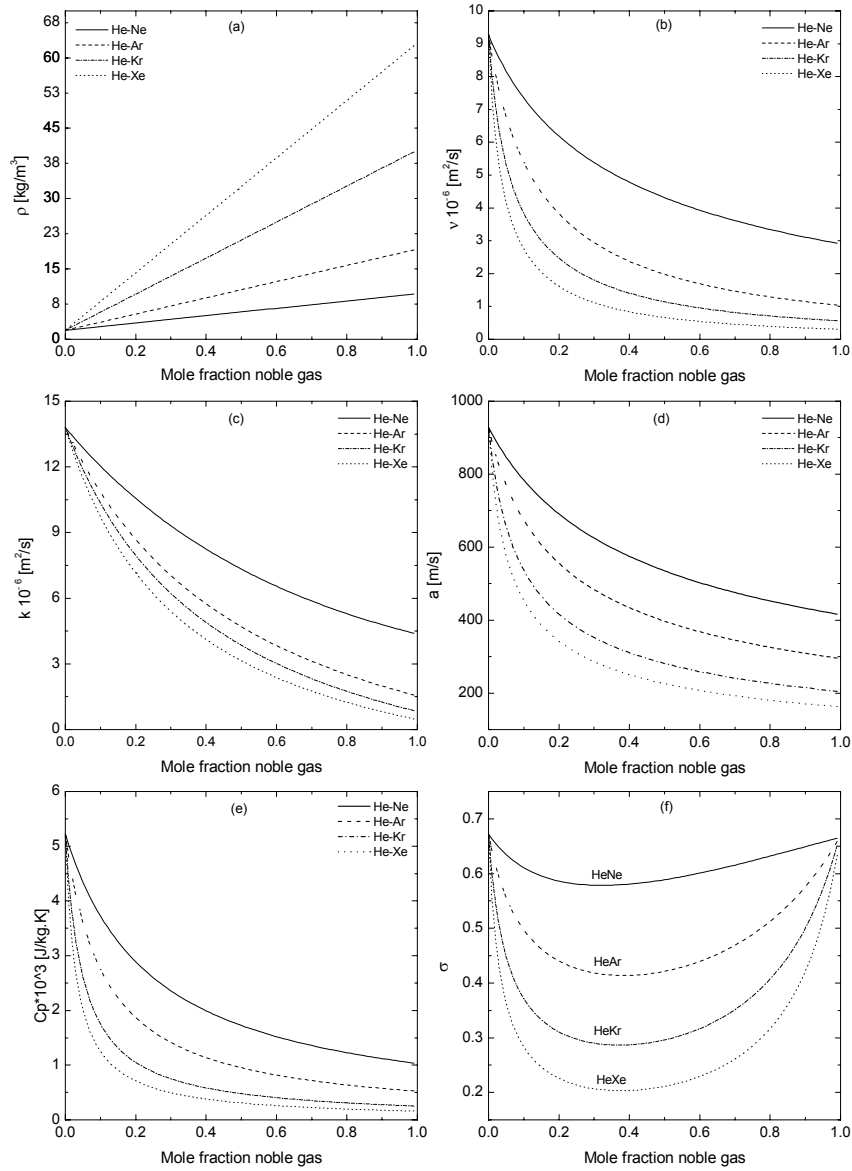 (a)
He-Ne
He-Ar
He-Kr
He-Xe
68
60
53
45
38
30
23
15
8
0
ρ [kg/m³]
0.0 0.2 0.4 0.6 0.8 1.0
Mole fraction noble gas
(b)
He-Ne
He-Ar
He-Kr
He-Xe
10
9
8
7
6
5
4
3
2
1
0
ν 10⁻⁶ [m²/s]
0.0 0.2 0.4 0.6 0.8 1.0
Mole fraction noble gas
(c)
He-Ne
He-Ar
He-Kr
He-Xe
15
12
9
6
3
0
k 10⁻⁶ [m²/s]
0.0 0.2 0.4 0.6 0.8 1.0
Mole fraction noble gas
(d)
He-Ne
He-Ar
He-Kr
He-Xe
1000
800
600
400
200
a [m/s]
0.0 0.2 0.4 0.6 0.8 1.0
Mole fraction noble gas
(e)
He-Ne
He-Ar
He-Kr
He-Xe
6
5
4
3
2
1
0
Cp*10^3 [J/kg.K]
0.0 0.2 0.4 0.6 0.8 1.0
Mole fraction noble gas
(f)
0.7
0.6
0.5
0.4
0.3
0.2
σ
HeNe
HeAr
HeKr
HeXe
0.0 0.2 0.4 0.6 0.8 1.0
Mole fraction noble gas